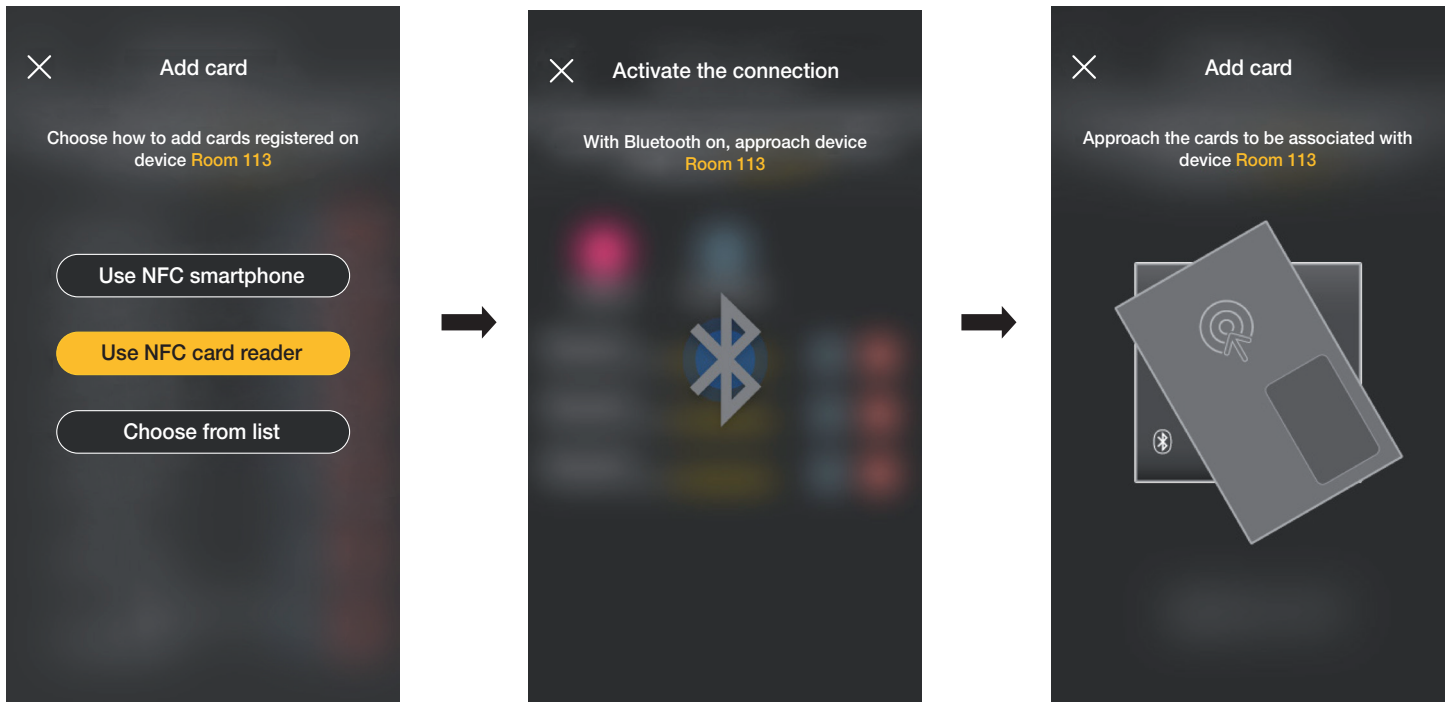 Add card
Choose how to add cards registered on
device Room 113
Use NFC smartphone
Use NFC card reader
Choose from list
Activate the connection
With Bluetooth on, approach device
Room 113
Add card
Approach the cards to be associated with
device Room 113